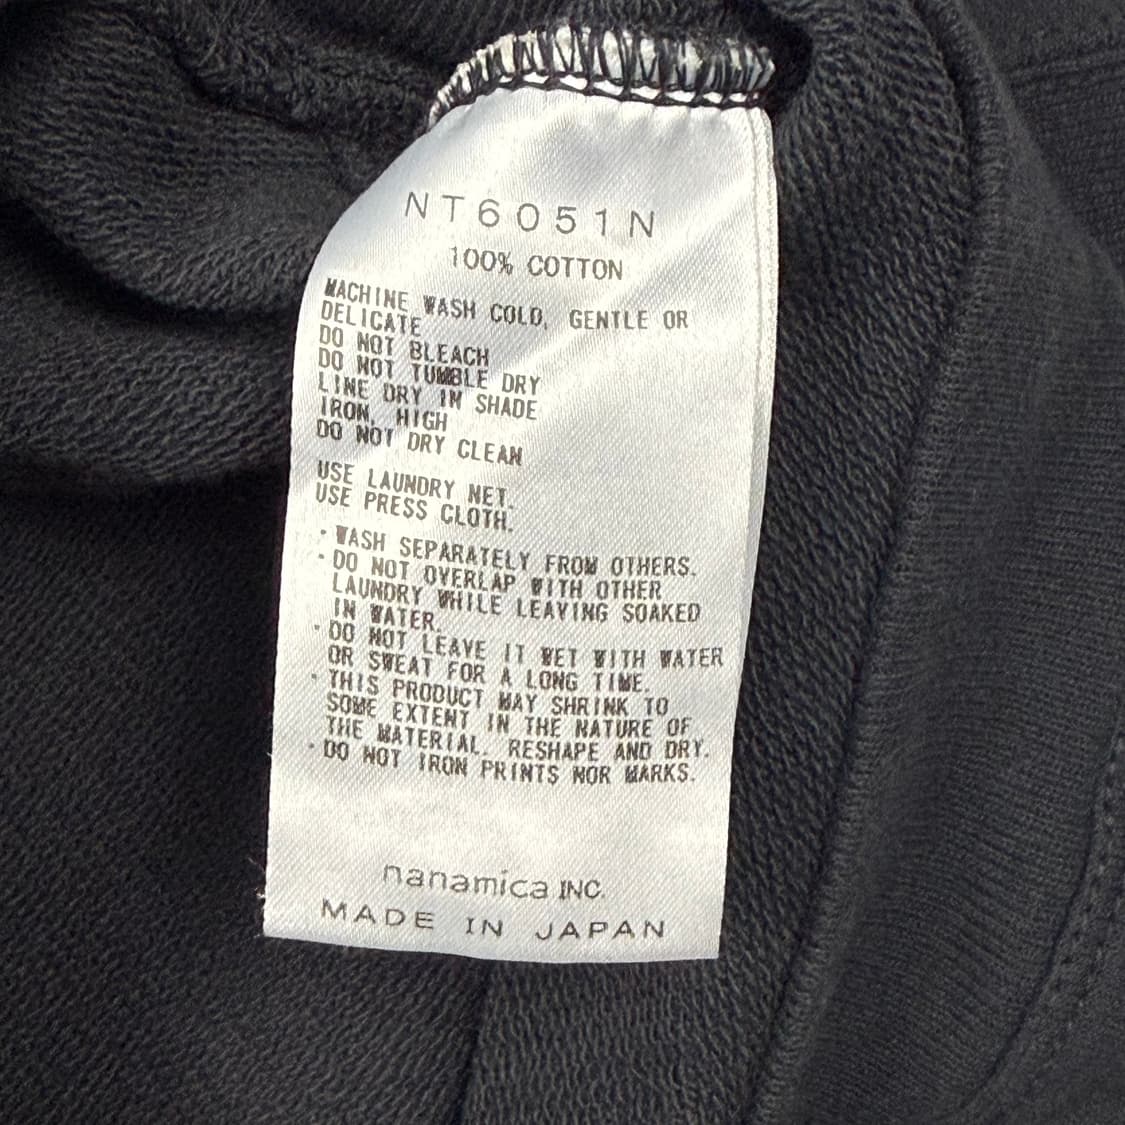 NT6051N
100% COTTON
MACHINE WASH COLD, GENTLE OR
DELICATE
DO NOT BLEACH
DO NOT TUMBLE DRY
LINE DRY IN SHADE
IRON, HIGH
DO NOT DRY CLEAN
USE LAUNDRY NET.
USE PRESS CLOTH.
・WASH SEPARATELY FROM OTHERS.
・DO NOT OVERLAP WITH OTHER
LAUNDRY WHILE LEAVING SOAKED
IN WATER.
・DO NOT LEAVE IT WET WITH WATER
OR SWEAT FOR A LONG TIME.
・THIS PRODUCT MAY SHRINK TO
SOME EXTENT IN THE NATURE OF
THE MATERIAL. RESHAPE AND DRY.
・DO NOT IRON PRINTS NOR MARKS.
nanamica INC.
MADE IN JAPAN